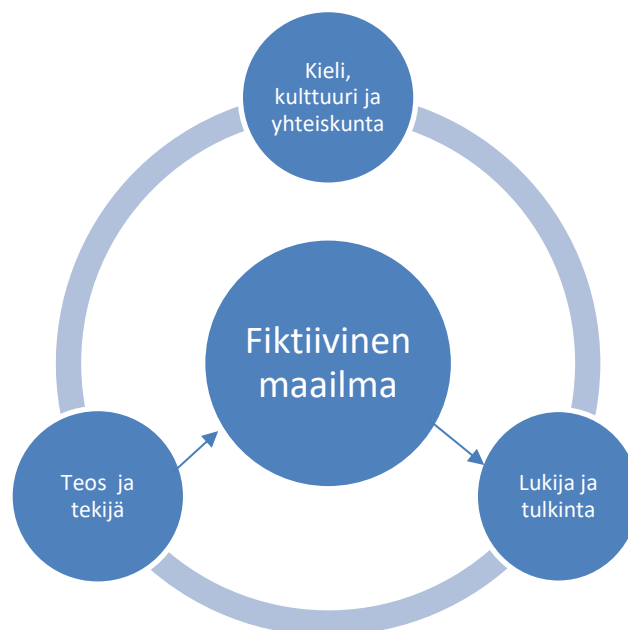 Kieli,
kulttuuri ja
yhteiskunta
Fiktiivinen
maailma
Teos ja
tekijä
Lukija ja
tulkinta